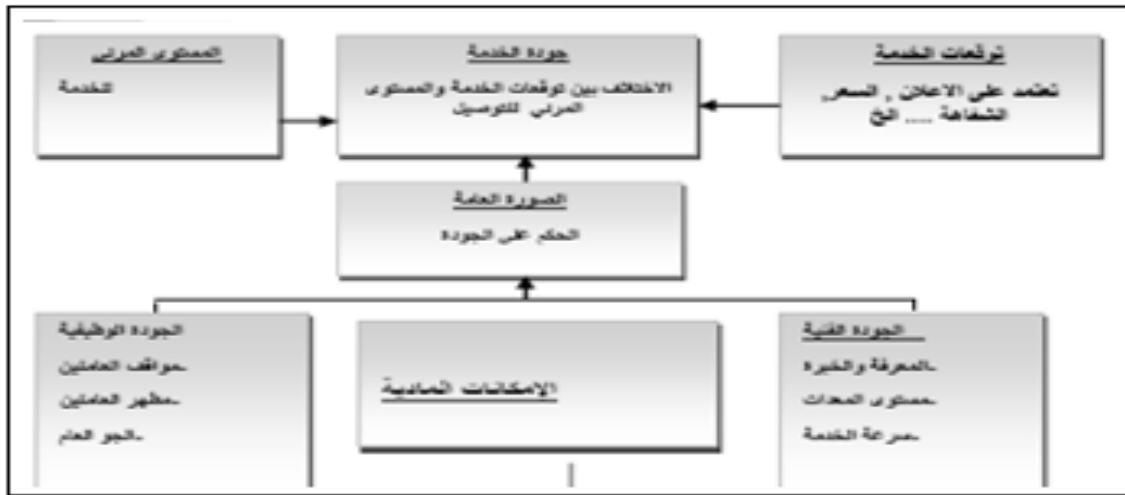 توقعات الخدمة
تعتمد على الاعلان , السعر,
الشفاهة .... الخ
جودة الخدمة
الاختلاف بين توقعات الخدمة والمستوى
المرئي للتوصيل
المستوى المرئي
للخدمة
الصورة العامة
الحكم على الجودة
الجودة الفنية
-المعرفة والخبرة
-مستوى المعدات
-سرعة الخدمة
الإمكانات المادية
الجودة الوظيفية
-مواقف العاملين
-مظهر العاملين
-الجو العام